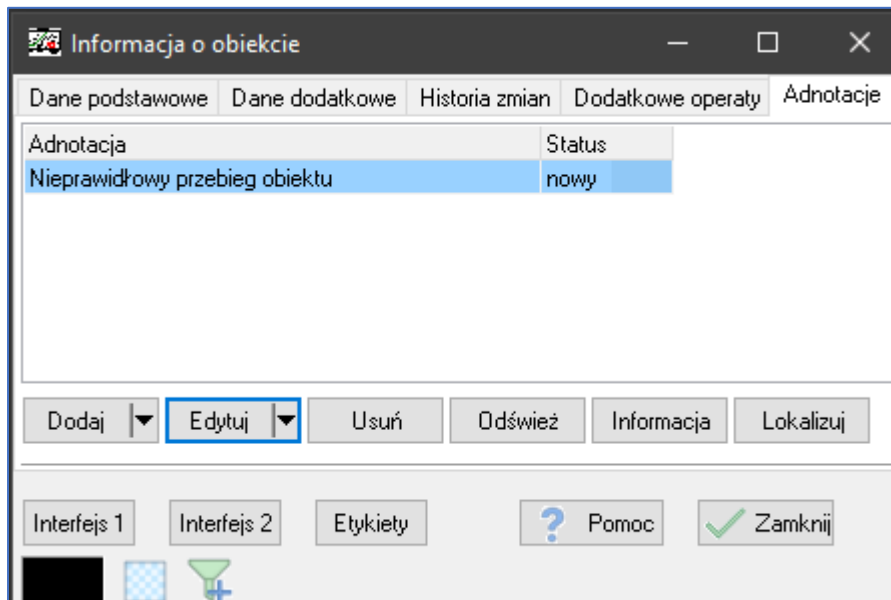 Informacja o obiekcie
Dane podstawowe Dane dodatkowe Historia zmian Dodatkowe operaty Adnotacje
Adnotacja Status
Nieprawidłowy przebieg obiektu nowy
Dodaj Edytuj Usuń Odśwież Informacja Lokalizuj
Interfejs 1 Interfejs 2 Etykiety ? Pomoc Zamknij